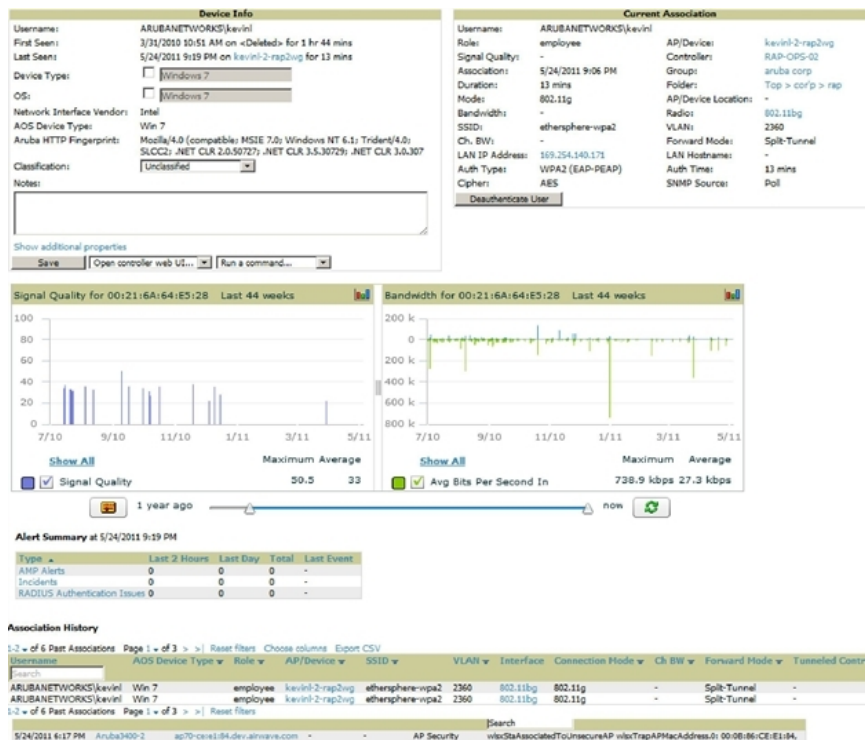 Device Info
Username: ARUBANETWORKS\kevinl
First Seen: 3/31/2010 10:51 AM on <Deleted> for 1 hr 44 mins
Last Seen: 5/24/2011 9:19 PM on kevinl-2-rap2wg for 13 mins
Device Type: Windows 7
OS: Windows 7
Network Interface Vendor: Intel
AOS Device Type: Win 7
Aruba HTTP Fingerprint: Mozilla/4.0 (compatible; MSIE 7.0; Windows NT 6.1; Trident/4.0;
SLCC2; .NET CLR 2.0.50727; .NET CLR 3.5.30729; .NET CLR 3.0.307
Classification: Unclassified
Notes:
Show additional properties
Save Open controller web UI... Run a command...
Current Association
Username: ARUBANETWORKS\kevinl
Role: employee AP/Device: kevinl-2-rap2wg
Signal Quality: - Controller: RAP-OPS-02
Association: 5/24/2011 9:06 PM Group: aruba corp
Duration: 13 mins Folder: Top > corp > rap
Mode: 802.11g AP/Device Location: -
Bandwidth: - Radio: 802.11bg
SSID: ethersphere-wpa2 VLAN: 2360
Ch. BW: - Forward Mode: Split-Tunnel
LAN IP Address: 169.254.140.171 LAN Hostname: -
Auth Type: WPA2 (EAP-PEAP) Auth Time: 13 mins
Cipher: AES SNMP Source: Poll
Deauthenticate User
Signal Quality for 00:21:6A:64:E5:28 Last 44 weeks
100
80
60
40
20
0
7/10 9/10 11/10 1/11 3/11 5/11
Show All Maximum Average
Signal Quality 50.5 33
Bandwidth for 00:21:6A:64:E5:28 Last 44 weeks
200 k
0
200 k
400 k
600 k
800 k
7/10 9/10 11/10 1/11 3/11 5/11
Show All Maximum Average
Avg Bits Per Second In 738.9 kbps 27.3 kbps
1 year ago now
Alert Summary at 5/24/2011 9:19 PM
Type Last 2 Hours Last Day Total Last Event
AMP Alerts 0 0 0 -
Incidents 0 0 0 -
RADIUS Authentication Issues 0 0 0 -
Association History
1-2 of 6 Past Associations Page 1 of 3 > >| Reset filters Choose columns Export CSV
Username AOS Device Type Role AP/Device SSID VLAN Interface Connection Mode Ch BW Forward Mode Tunneled Contr
Search
ARUBANETWORKS\kevinl Win 7 employee kevinl-2-rap2wg ethersphere-wpa2 2360 802.11bg 802.11g - Split-Tunnel -
ARUBANETWORKS\kevinl Win 7 employee kevinl-2-rap2wg ethersphere-wpa2 2360 802.11bg 802.11g - Split-Tunnel -
1-2 of 6 Past Associations Page 1 of 3 > >| Reset filters
Search
5/24/2011 6:17 PM Aruba3400-2 ap70-ce:e1:84.dev.airwave.com - - AP Security wlsxStaAssociatedToUnsecureAP wlsxTrapAPMacAddress.0: 00:0B:86:CE:E1:84,